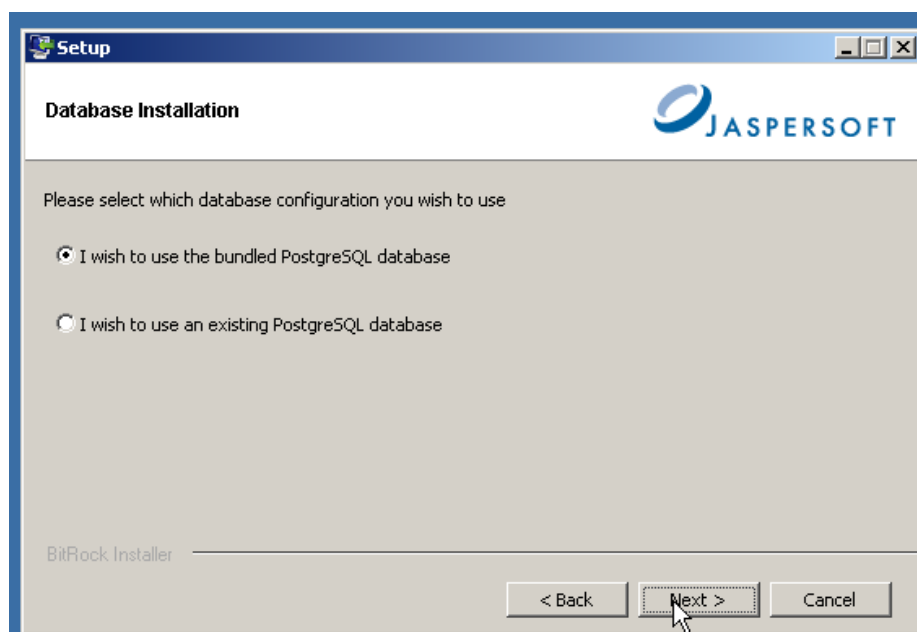 Setup
Database Installation
JASPERSOFT
Please select which database configuration you wish to use
I wish to use the bundled PostgreSQL database
I wish to use an existing PostgreSQL database
BitRock Installer
< Back Next > Cancel